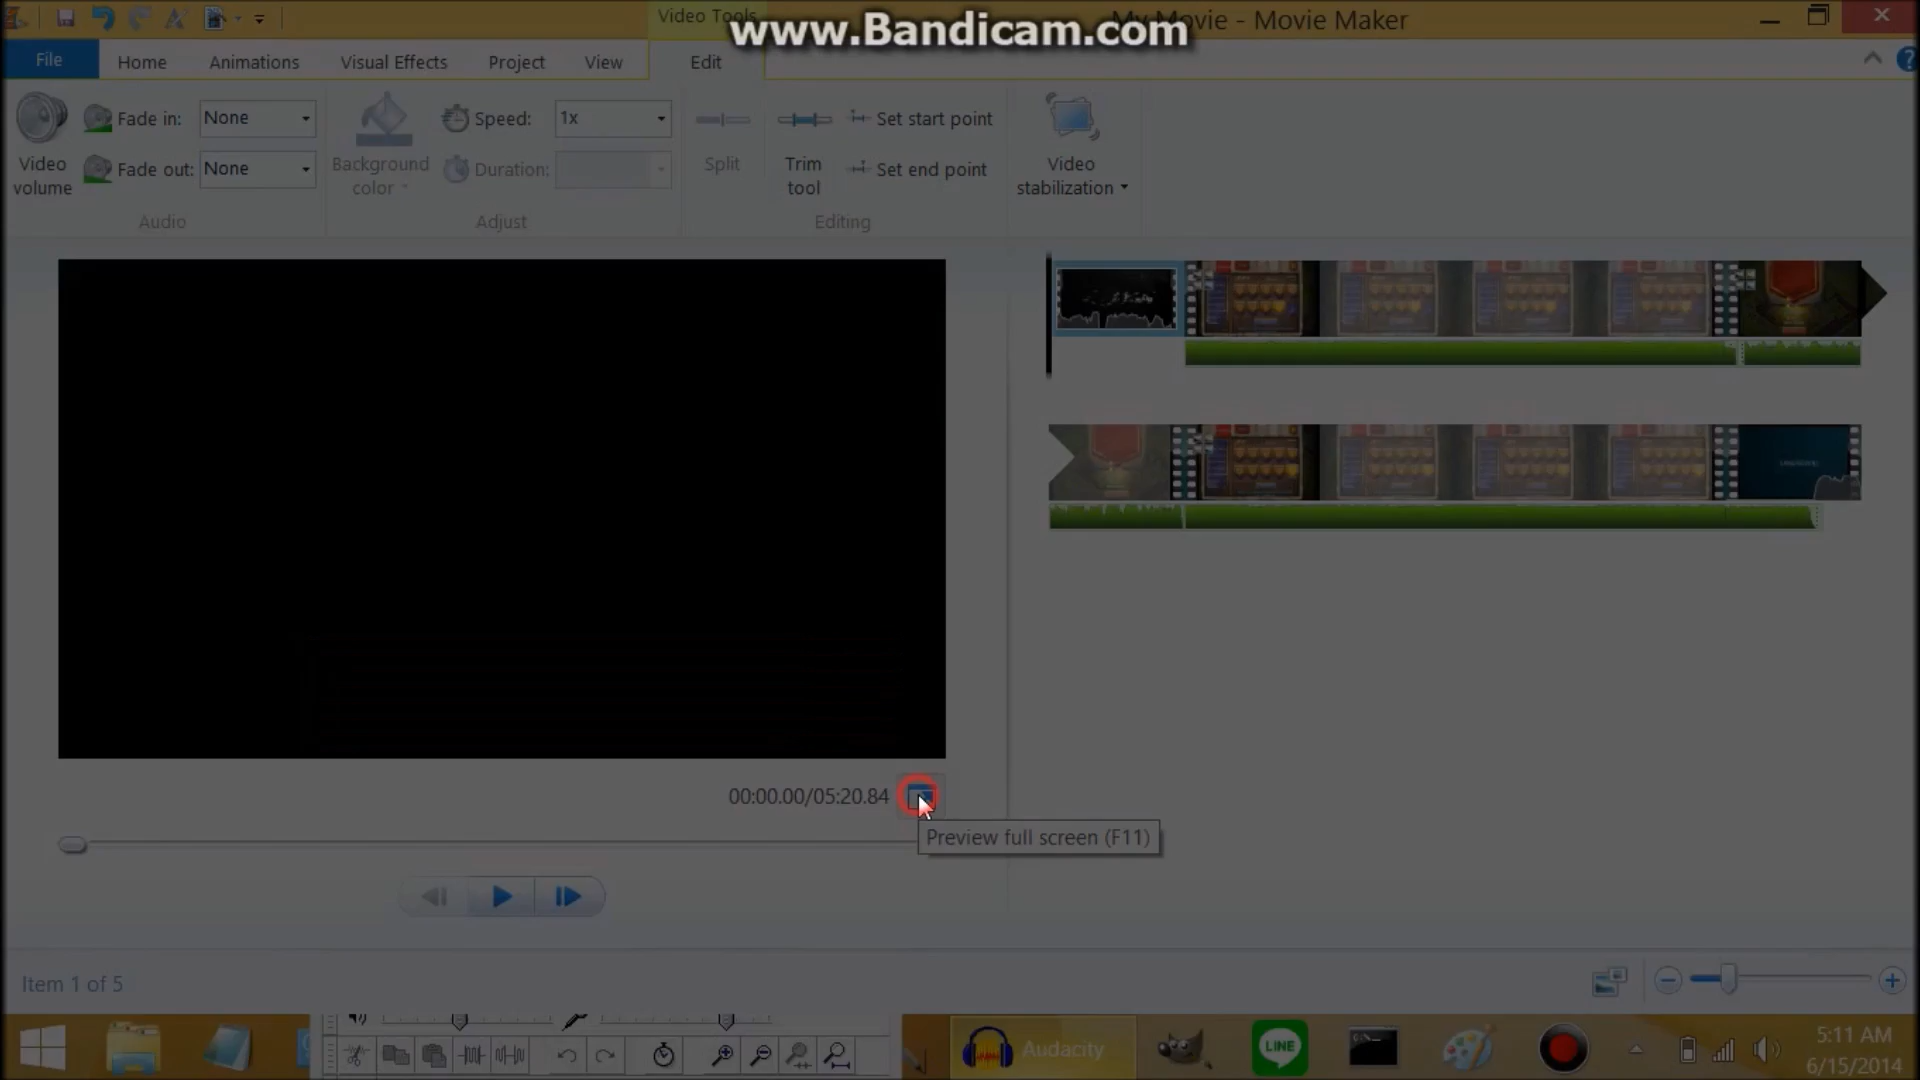 Video Tools
www.Bandicam.com
My Movie - Movie Maker
File
Home
Animations
Visual Effects
Project
View
Edit
Video volume
Fade in:
None
Fade out:
None
Audio
Background color
Speed:
1x
Duration:
Adjust
Split
Trim tool
Set start point
Set end point
Editing
Video stabilization
00:00.00/05:20.84
Preview full screen (F11)
Item 1 of 5
Audacity
LINE
5:11 AM
6/15/2014